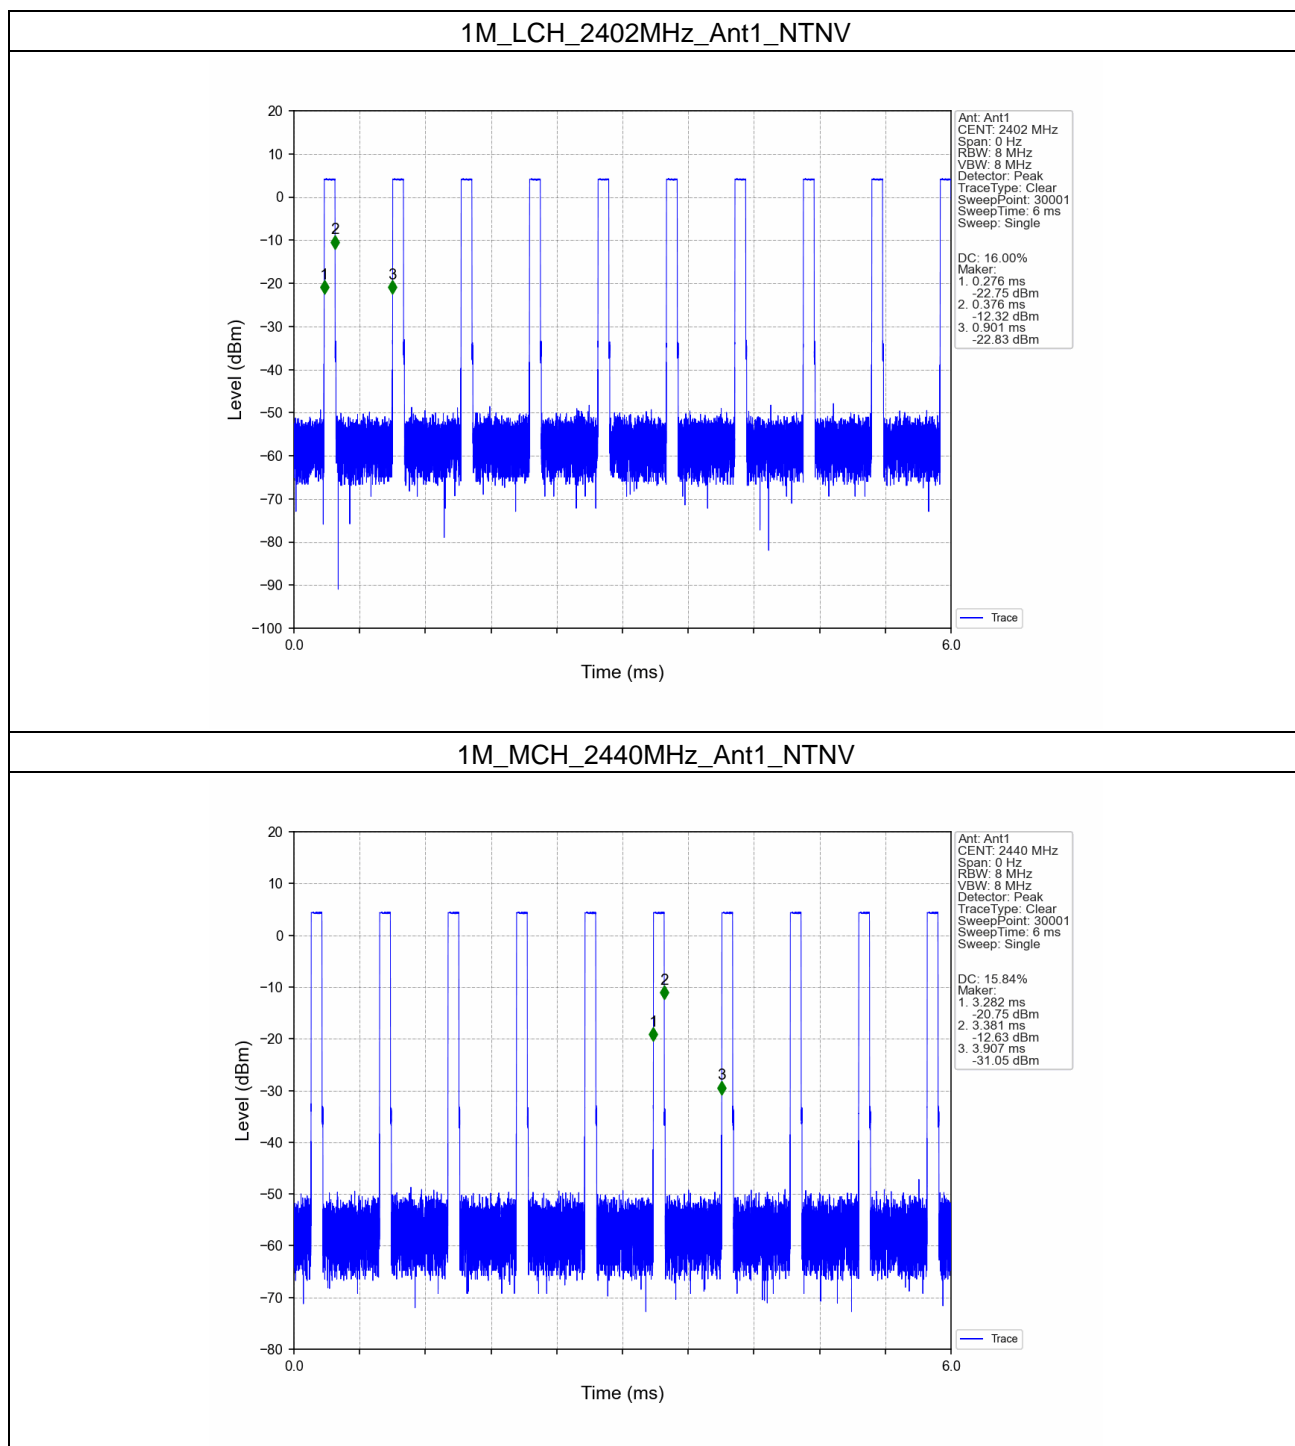 1M_LCH_2402MHz_Ant1_NTNV
20
10
0
−10
−20
−30
−40
−50
−60
−70
−80
−90
−100
Level (dBm)
1
2
3
0.0
6.0
Time (ms)
Ant: Ant1
CENT: 2402 MHz
Span: 0 Hz
RBW: 8 MHz
VBW: 8 MHz
Detector: Peak
TraceType: Clear
SweepPoint: 30001
SweepTime: 6 ms
Sweep: Single
DC: 16.00%
Maker:
1. 0.276 ms
-22.75 dBm
2. 0.376 ms
-12.32 dBm
3. 0.901 ms
-22.83 dBm
Trace
1M_MCH_2440MHz_Ant1_NTNV
20
10
0
−10
−20
−30
−40
−50
−60
−70
−80
Level (dBm)
1
2
3
0.0
6.0
Time (ms)
Ant: Ant1
CENT: 2440 MHz
Span: 0 Hz
RBW: 8 MHz
VBW: 8 MHz
Detector: Peak
TraceType: Clear
SweepPoint: 30001
SweepTime: 6 ms
Sweep: Single
DC: 15.84%
Maker:
1. 3.282 ms
-20.75 dBm
2. 3.381 ms
-12.63 dBm
3. 3.907 ms
-31.05 dBm
Trace